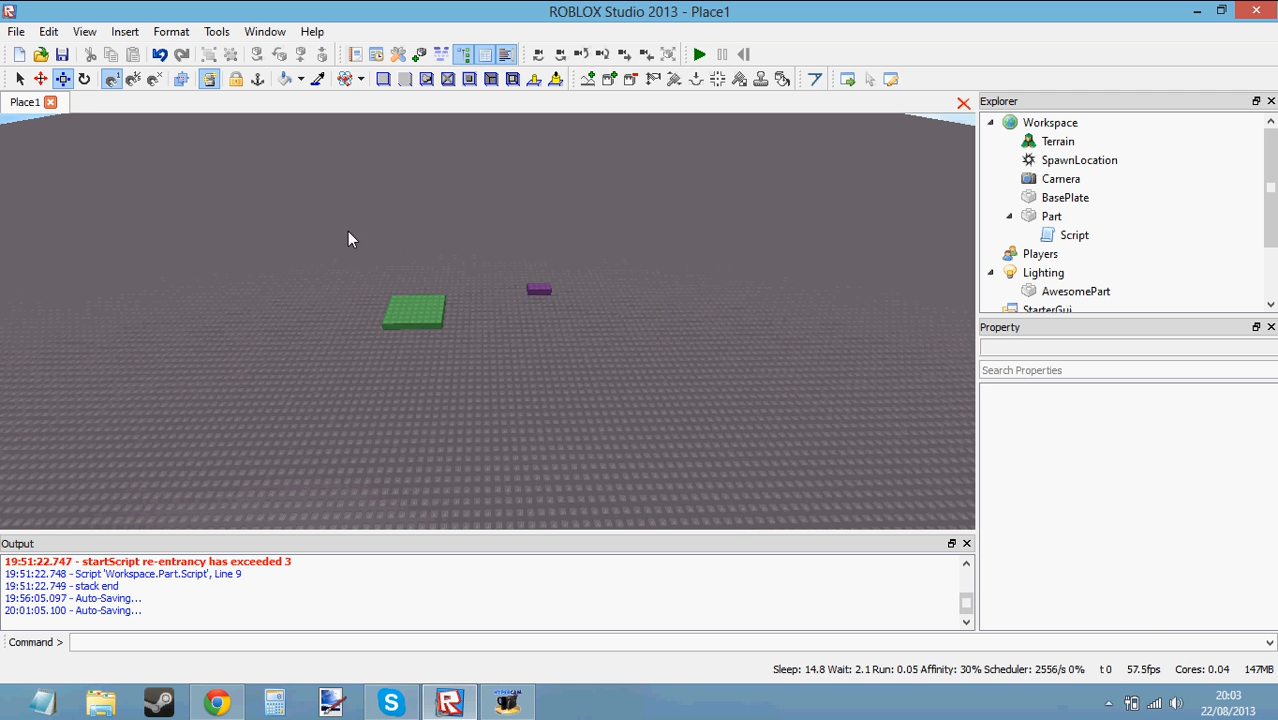 ROBLOX Studio 2013 - Place1
File Edit View Insert Format Tools Window Help
Place1
Explorer
Workspace
Terrain
SpawnLocation
Camera
BasePlate
Part
Script
Players
Lighting
AwesomePart
StarterGui
Property
Search Properties
Output
19:51:22.747 - startScript re-entrancy has exceeded 3
19:51:22.748 - Script 'Workspace.Part.Script', Line 9
19:51:22.749 - stack end
19:56:05.097 - Auto-Saving...
20:01:05.100 - Auto-Saving...
Command >
Sleep: 14.8 Wait: 2.1 Run: 0.05 Affinity: 30% Scheduler: 2556/s 0% t 0 57.5fps Cores: 0.04 147MB
20:03
22/08/2013